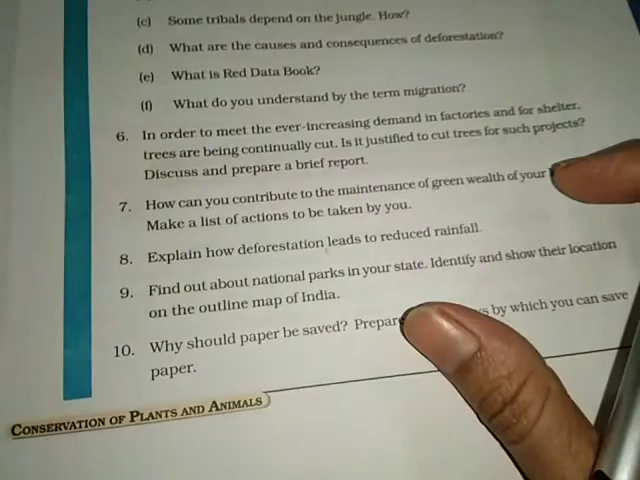 (c) Some tribals depend on the jungle. How?
(d) What are the causes and consequences of deforestation?
(e) What is Red Data Book?
(f) What do you understand by the term migration?
6. In order to meet the ever-increasing demand in factories and for shelter,
trees are being continually cut. Is it justified to cut trees for such projects?
Discuss and prepare a brief report.
7. How can you contribute to the maintenance of green wealth of your
Make a list of actions to be taken by you.
8. Explain how deforestation leads to reduced rainfall.
9. Find out about national parks in your state. Identify and show their location
on the outline map of India.
10. Why should paper be saved? by which you can save
paper.
CONSERVATION OF PLANTS AND ANIMALS